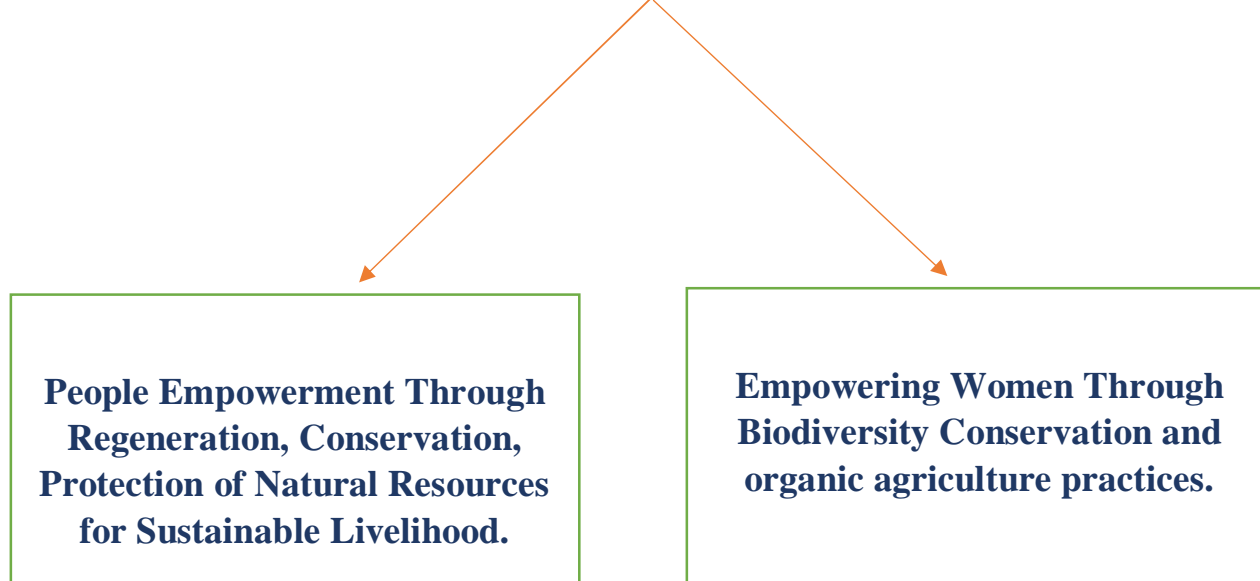 People Empowerment Through
Regeneration, Conservation,
Protection of Natural Resources
for Sustainable Livelihood.
Empowering Women Through
Biodiversity Conservation and
organic agriculture practices.